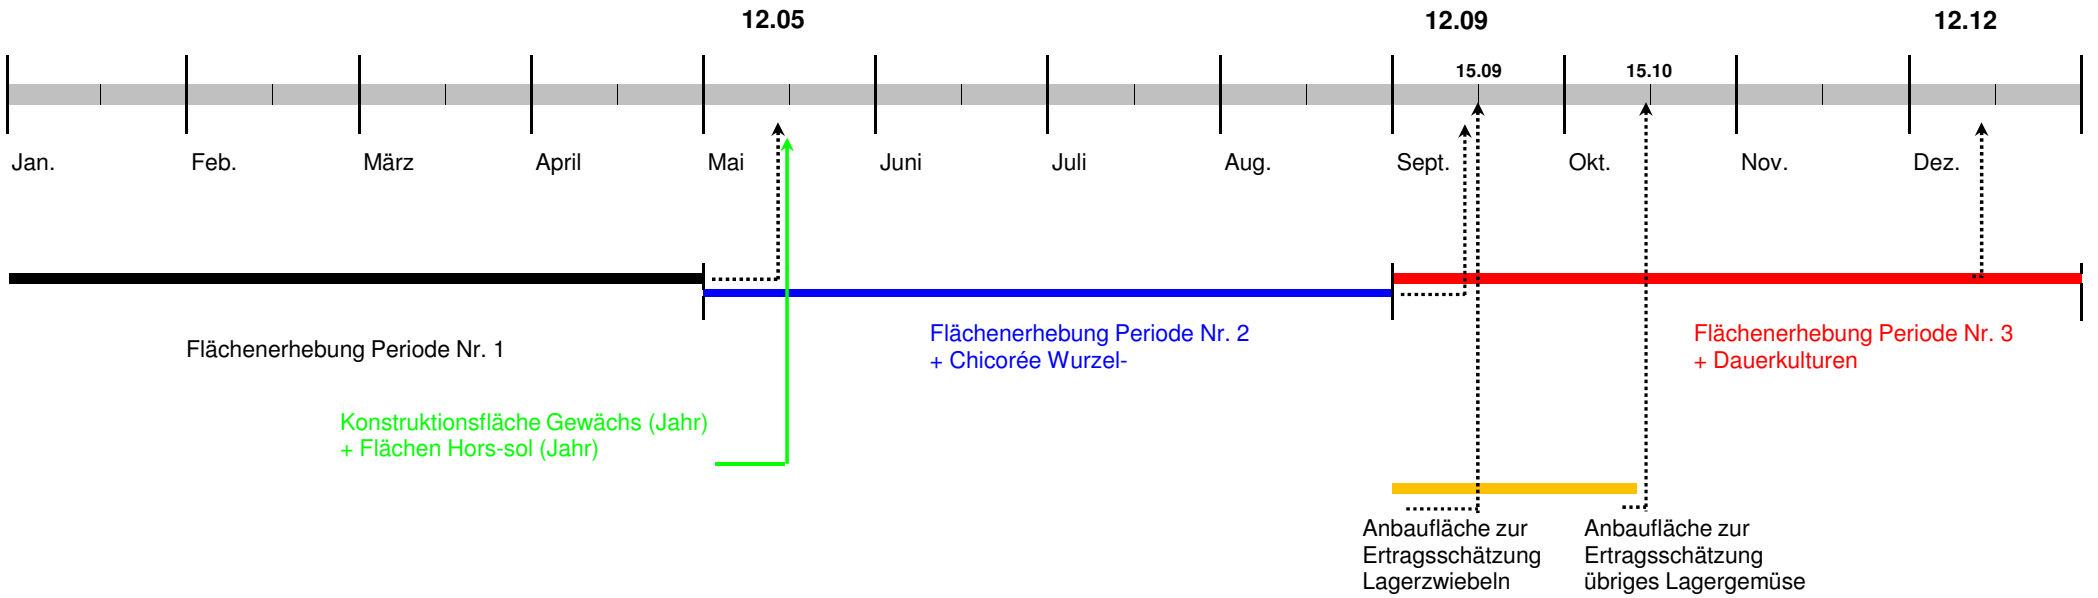 12.05
12.09
12.12
15.09
15.10
Jan.
Feb.
März
April
Mai
Juni
Juli
Aug.
Sept.
Okt.
Nov.
Dez.
Flächenerhebung Periode Nr. 1
Flächenerhebung Periode Nr. 2
+ Chicorée Wurzel-
Flächenerhebung Periode Nr. 3
+ Dauerkulturen
Konstruktionsfläche Gewächs (Jahr)
+ Flächen Hors-sol (Jahr)
Anbaufläche zur
Ertragsschätzung
Lagerzwiebeln
Anbaufläche zur
Ertragsschätzung
übriges Lagergemüse